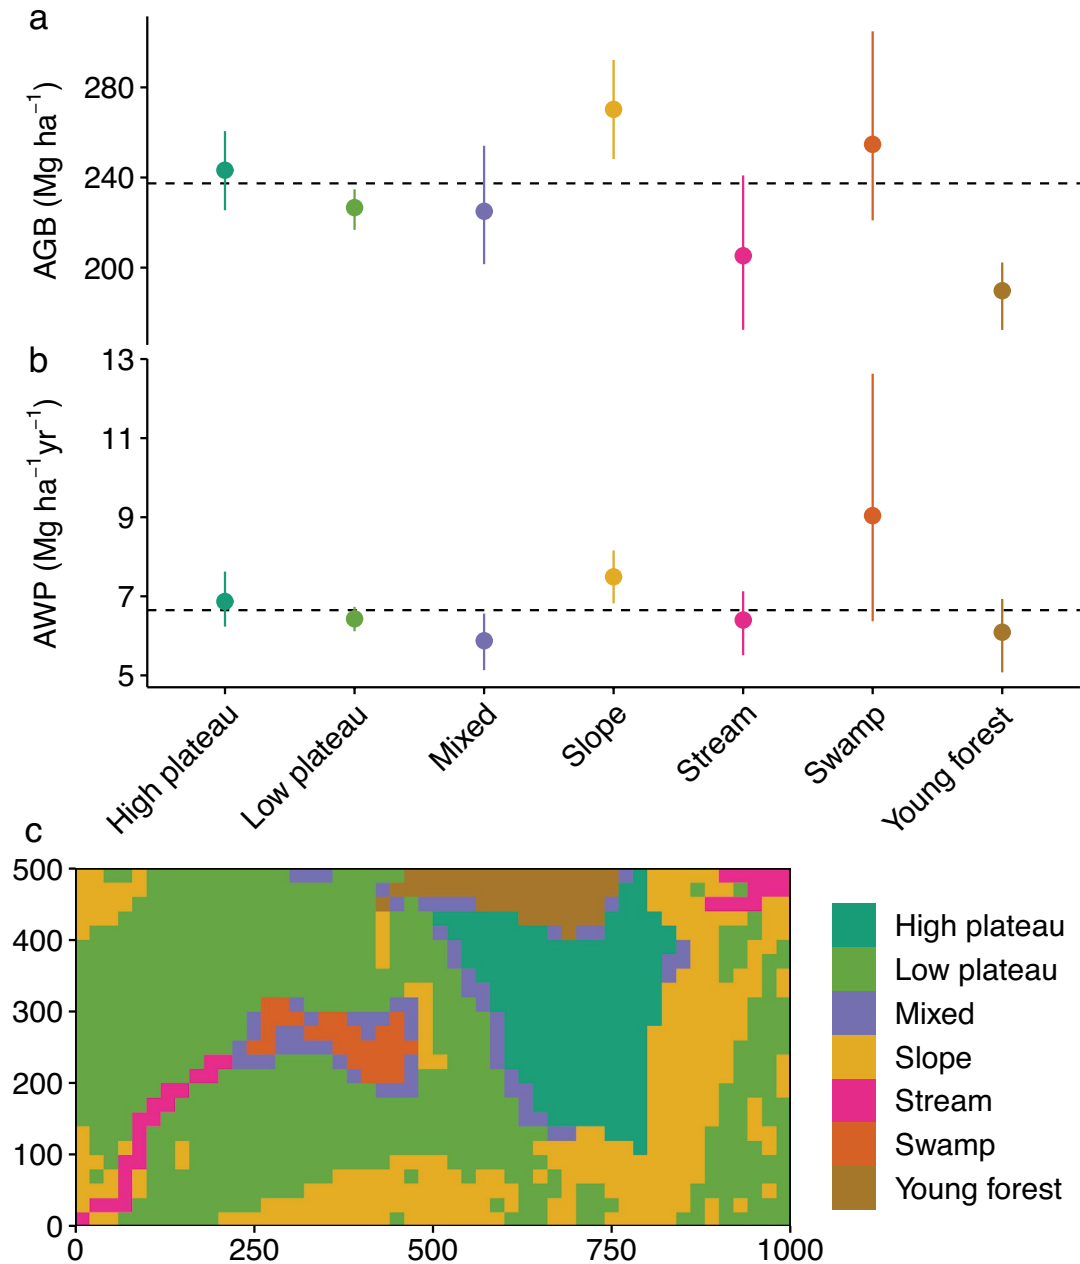 a
AGB (Mg ha⁻¹)
280
240
200
b
AWP (Mg ha⁻¹yr⁻¹)
13
11
9
7
5
High plateau
Low plateau
Mixed
Slope
Stream
Swamp
Young forest
c
500
400
300
200
100
0
0
250
500
750
1000
High plateau
Low plateau
Mixed
Slope
Stream
Swamp
Young forest